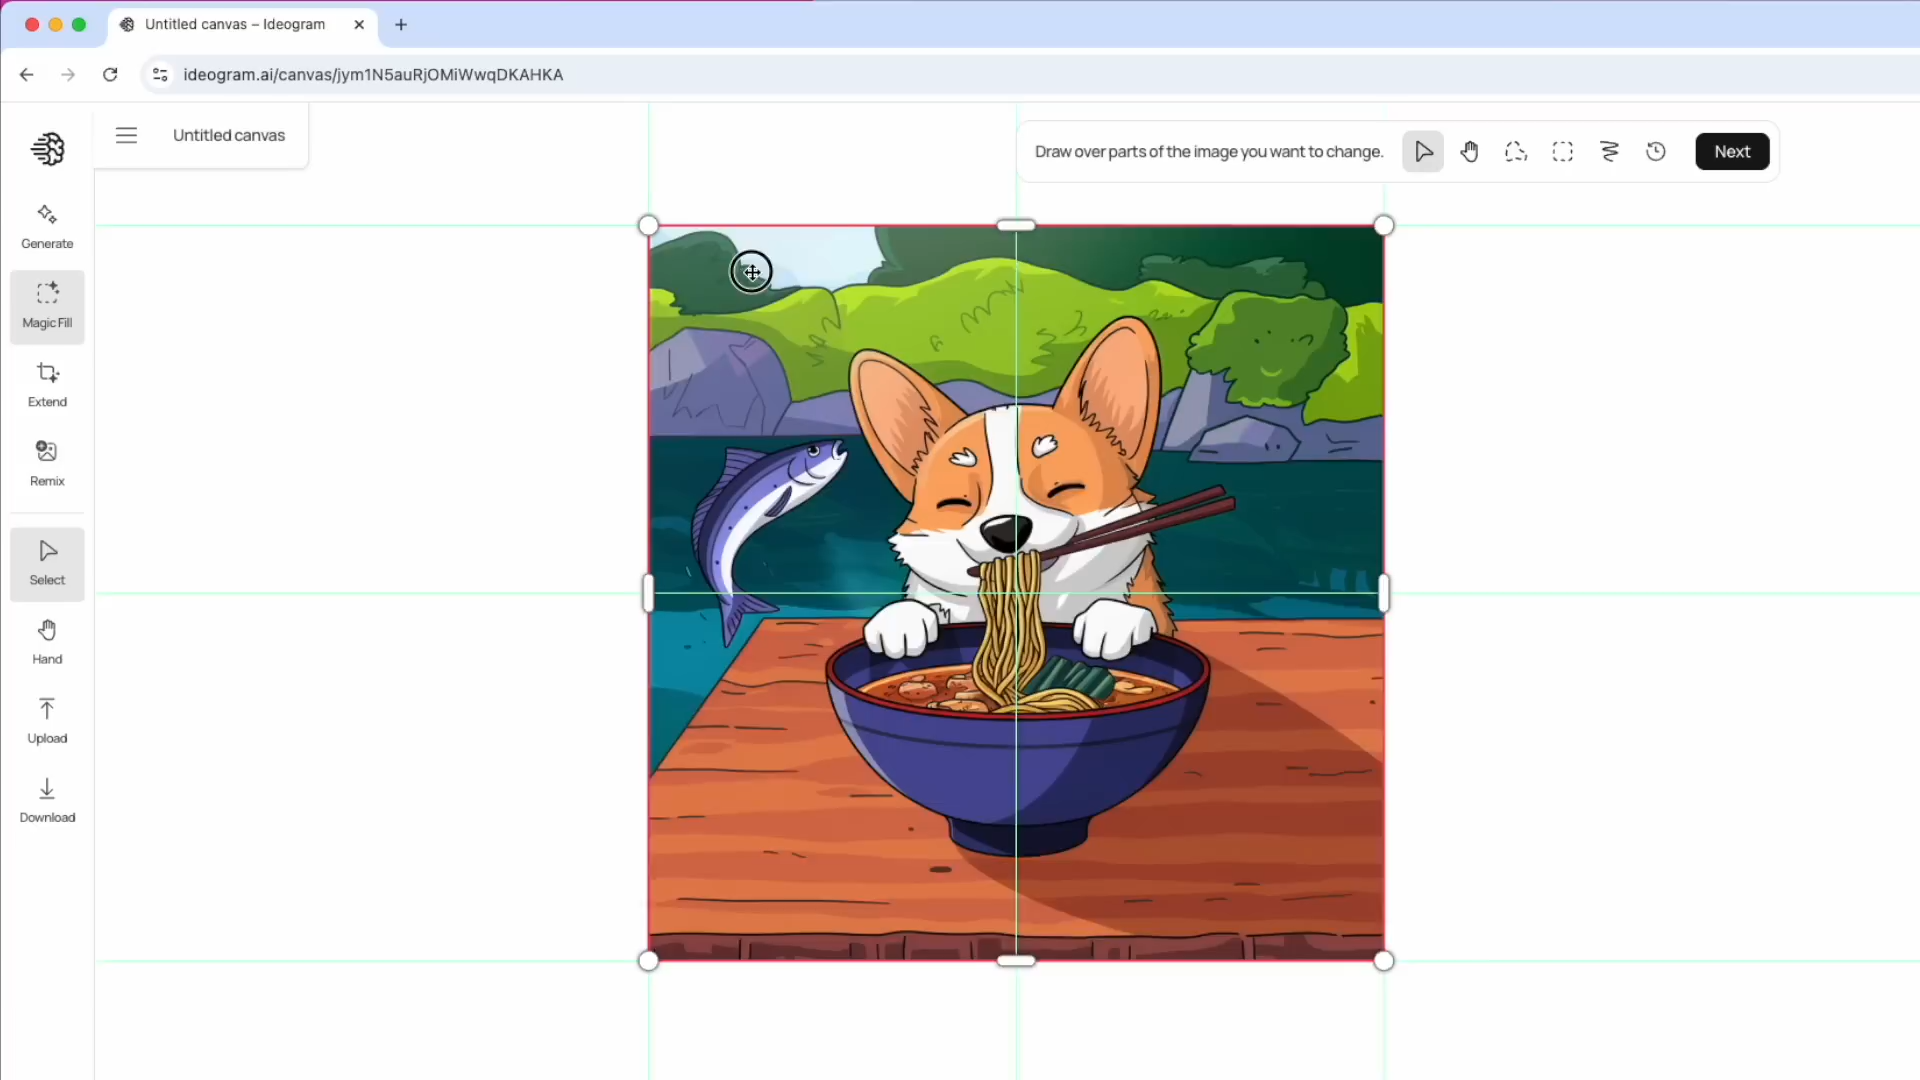 Untitled canvas – Ideogram
ideogram.ai/canvas/jym1N5auRjOMiWwqDKAHKA
Untitled canvas
Draw over parts of the image you want to change.
Next
Generate
Magic Fill
Extend
Remix
Select
Hand
Upload
Download